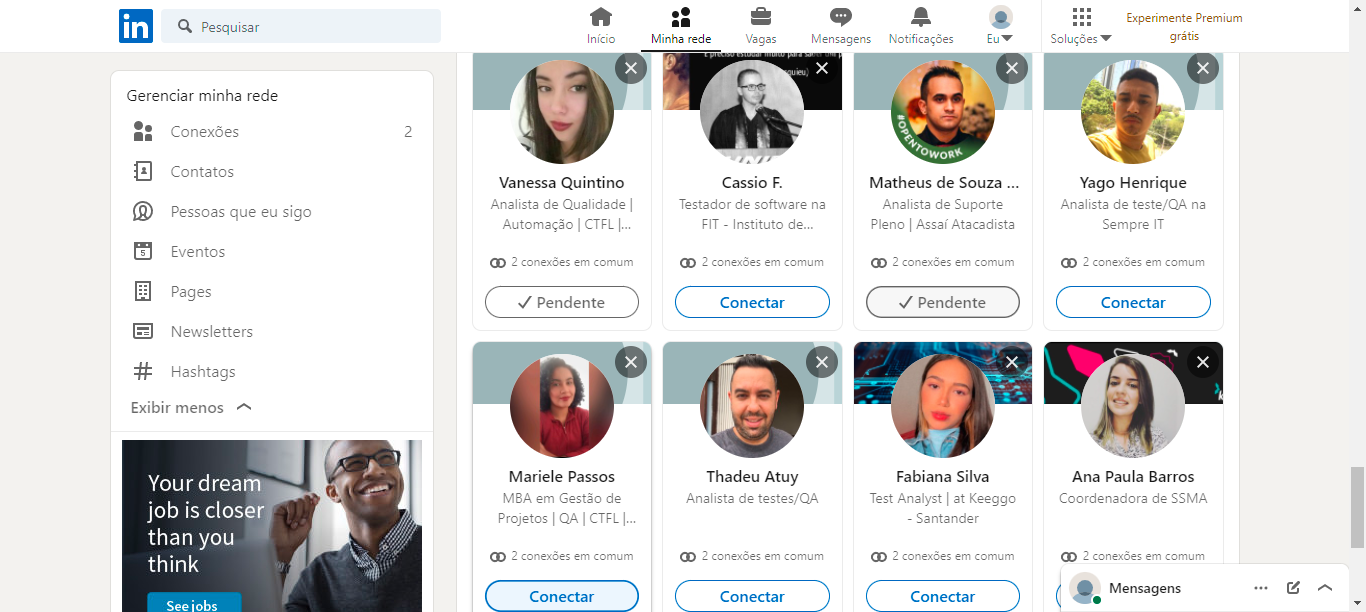 in
Pesquisar
Início
Minha rede
Vagas
Mensagens
Notificações
Eu
Soluções
Experimente Premium
grátis
Gerenciar minha rede
Conexões 2
Contatos
Pessoas que eu sigo
5
Eventos
Pages
Newsletters
Hashtags
Exibir menos
Your dream
job is closer
than you
think
See jobs
Vanessa Quintino
Analista de Qualidade |
Automação | CTFL |...
2 conexões em comum
Pendente
Cassio F.
Testador de software na
FIT - Instituto de...
2 conexões em comum
Conectar
#OPENTOWORK
Matheus de Souza ...
Analista de Suporte
Pleno | Assaí Atacadista
2 conexões em comum
Pendente
Yago Henrique
Analista de teste/QA na
Sempre IT
2 conexões em comum
Conectar
Mariele Passos
MBA em Gestão de
Projetos | QA | CTFL |...
2 conexões em comum
Conectar
Thadeu Atuy
Analista de testes/QA
2 conexões em comum
Conectar
Fabiana Silva
Test Analyst | at Keeggo
- Santander
2 conexões em comum
Conectar
Ana Paula Barros
Coordenadora de SSMA
2 conexões em comum
Mensagens